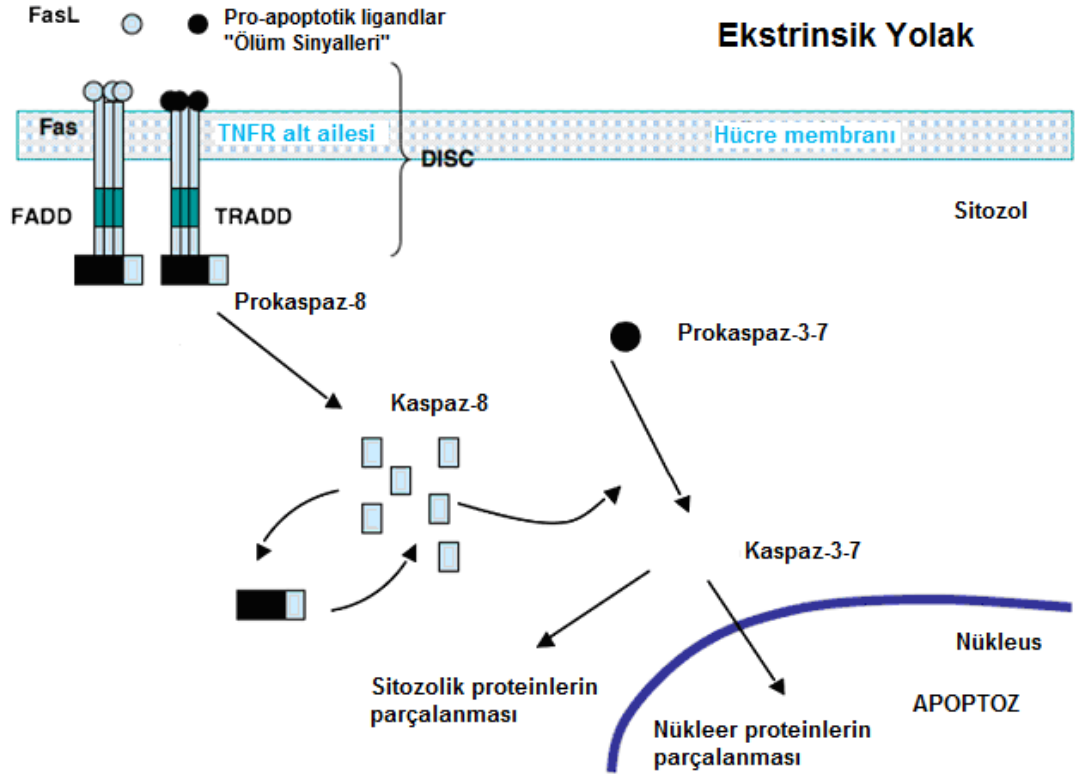 FasL
Pro-apoptotik ligandlar
"Ölüm Sinyalleri"
Ekstrinsik Yolak
Fas
TNFR alt ailesi
Hücre membranı
DISC
FADD
TRADD
Sitozol
Prokaspaz-8
Prokaspaz-3-7
Kaspaz-8
Kaspaz-3-7
Nükleus
Sitozolik proteinlerin
parçalanması
APOPTOZ
Nükleer proteinlerin
parçalanması